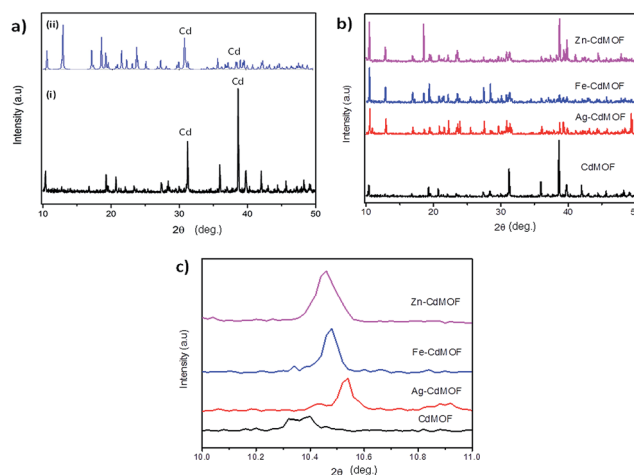 a)
(ii)
Cd
Cd
(i)
Cd
Cd
Intensity (a.u)
10 20 30 40 50
2θ (deg.)
b)
Zn-CdMOF
Fe-CdMOF
Ag-CdMOF
CdMOF
Intensity (a.u)
10 20 30 40 50
2θ (deg.)
c)
Zn-CdMOF
Fe-CdMOF
Ag-CdMOF
CdMOF
Intensity (a.u)
10.0 10.2 10.4 10.6 10.8 11.0
2θ (deg.)